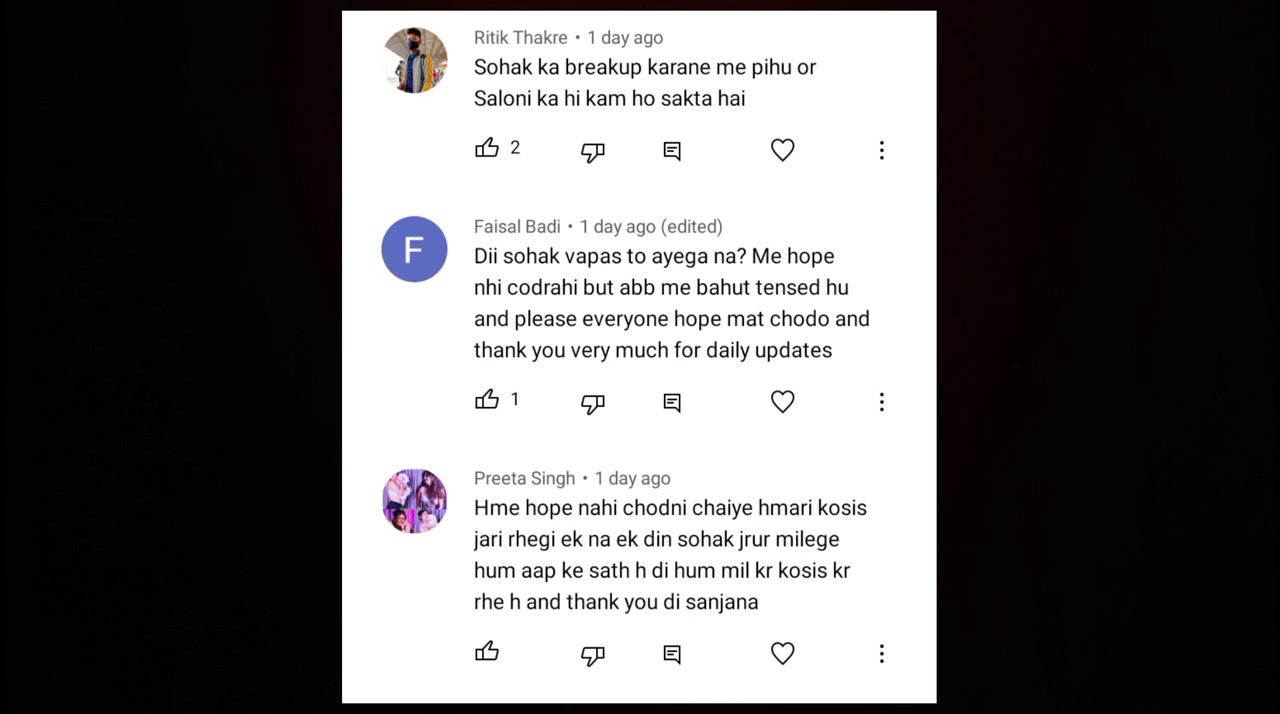 Ritik Thakre • 1 day ago
Sohak ka breakup karane me pihu or
Saloni ka hi kam ho sakta hai
2
F
Faisal Badi • 1 day ago (edited)
Dii sohak vapas to ayega na? Me hope
nhi codrahi but abb me bahut tensed hu
and please everyone hope mat chodo and
thank you very much for daily updates
1
Preeta Singh • 1 day ago
Hme hope nahi chodni chaiye hmari kosis
jari rhegi ek na ek din sohak jrur milege
hum aap ke sath h di hum mil kr kosis kr
rhe h and thank you di sanjana